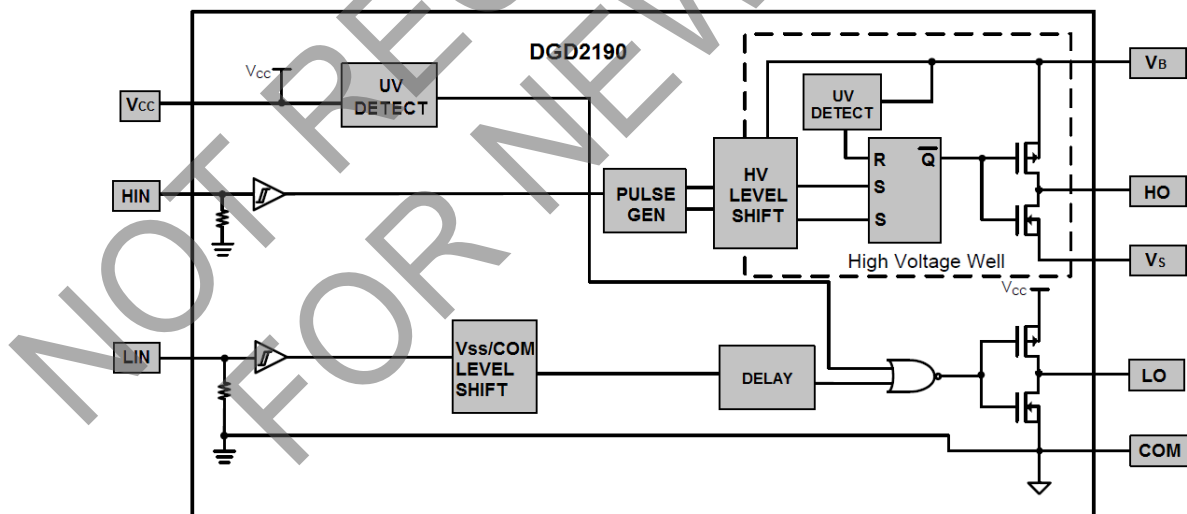 DGD2190
VCC
VCC
UV
DETECT
HIN
PULSE
GEN
HV
LEVEL
SHIFT
UV
DETECT
R
S
S
Q
High Voltage Well
VB
HO
VS
VCC
LIN
Vss/COM
LEVEL
SHIFT
DELAY
LO
COM
NOT
FOR NEW